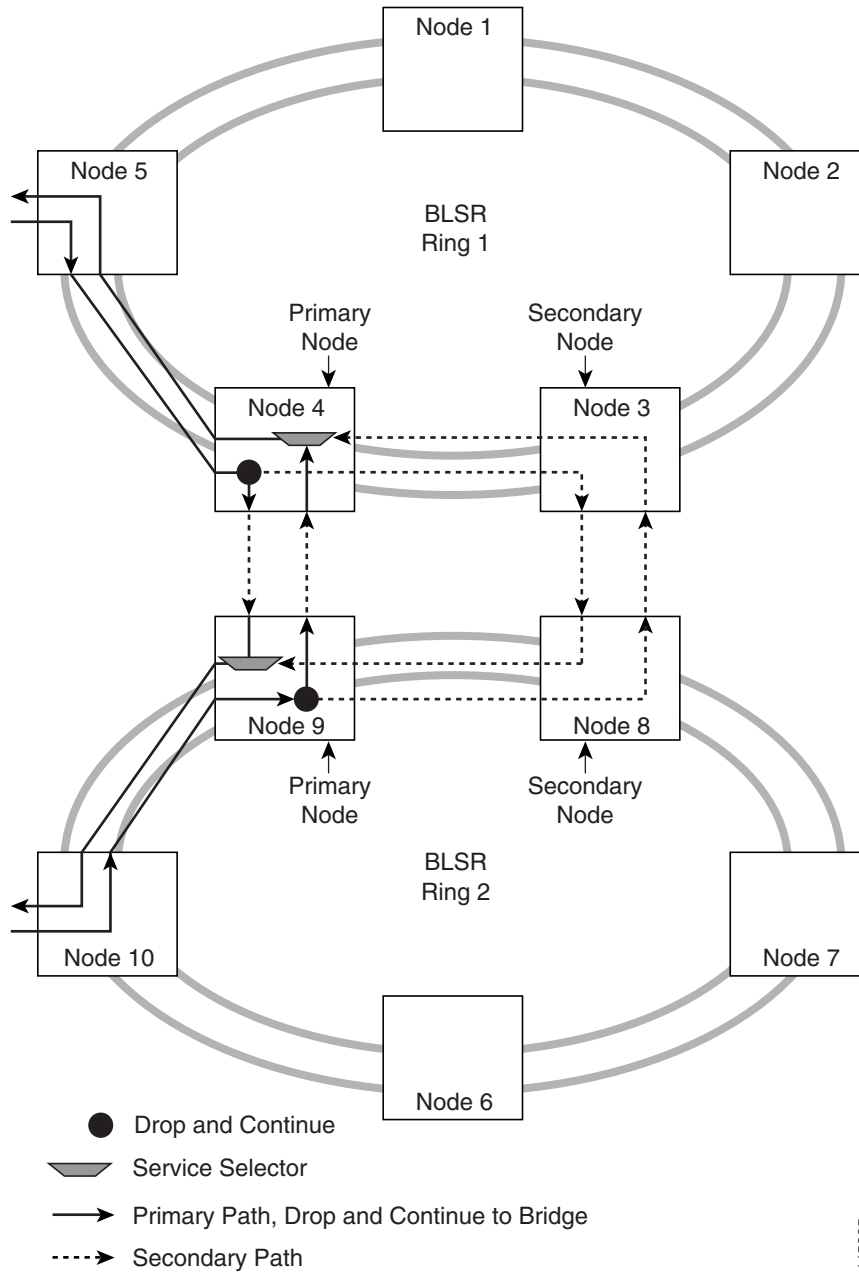 Node 1
Node 5
Node 2
BLSR
Ring 1
Primary
Node
Secondary
Node
Node 4
Node 3
Node 9
Node 8
Primary
Node
Secondary
Node
BLSR
Ring 2
Node 10
Node 7
Node 6
Drop and Continue
Service Selector
Primary Path, Drop and Continue to Bridge
Secondary Path